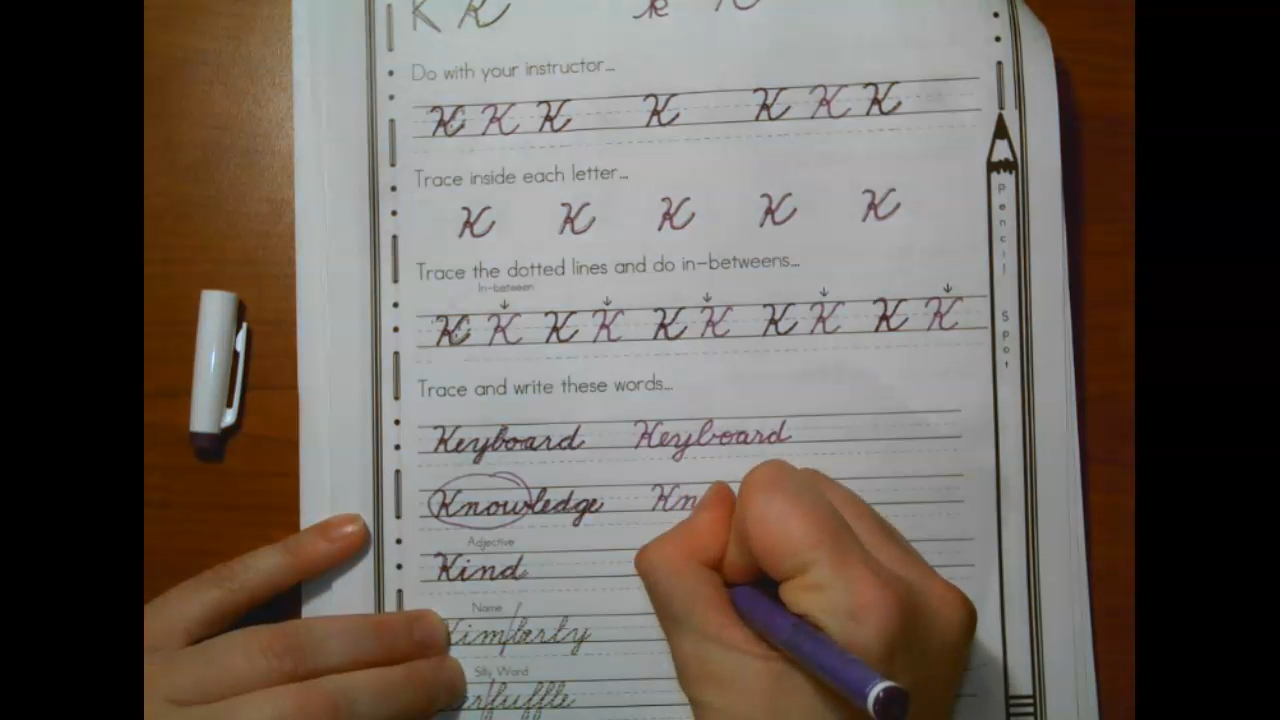 K K k K
Do with your instructor...
K K K K K K K
Trace inside each letter...
K K K K K
Trace the dotted lines and do in-betweens...
In-between
K K K K K K K K K K
Trace and write these words...
Keyboard Keyboard
Knowledge Kn
Adjective
Kind
Name
Kimberly
Silly Word
Pencil Spot